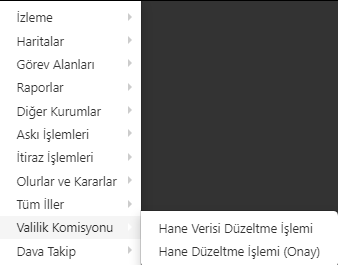 İzleme
Haritalar
Görev Alanları
Raporlar
Diğer Kurumlar
Askı İşlemleri
İtiraz İşlemleri
Olurlar ve Kararlar
Tüm İller
Valilik Komisyonu
Hane Verisi Düzeltme İşlemi
Dava Takip
Hane Düzeltme İşlemi (Onay)